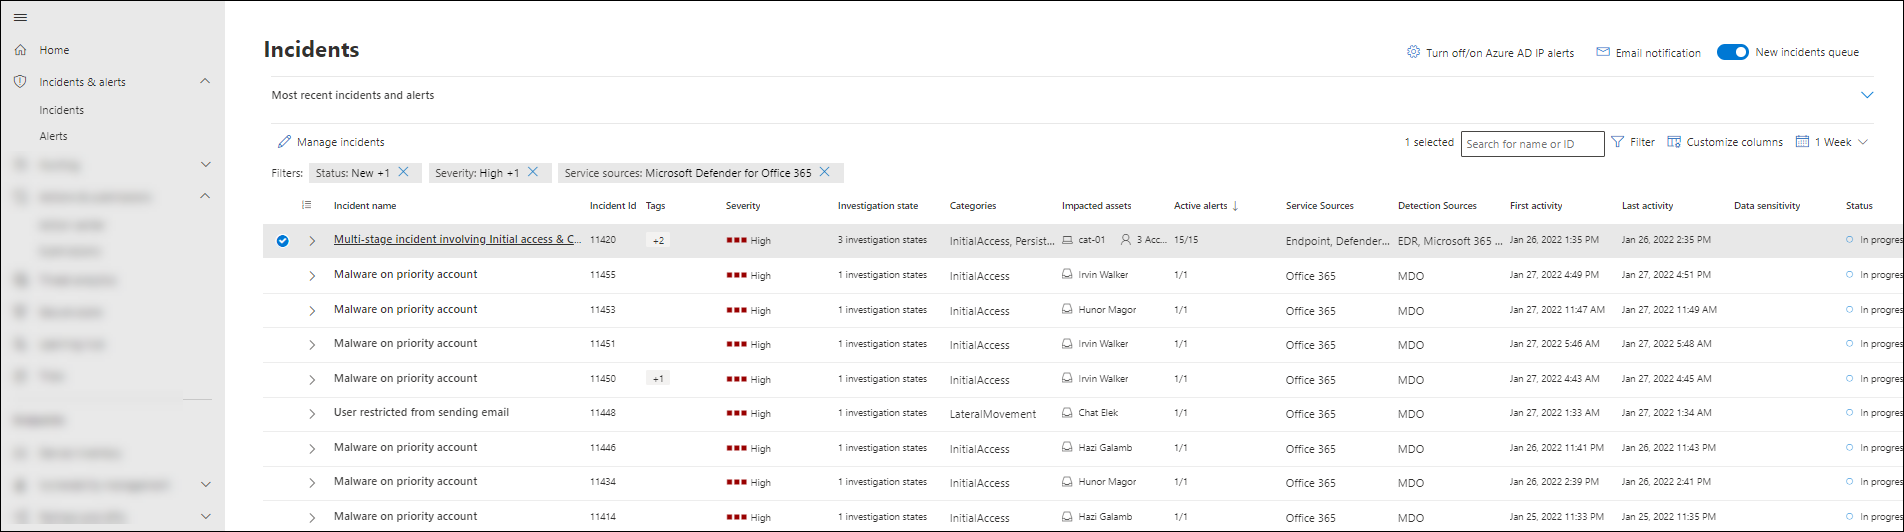 Home
Incidents & alerts
Incidents
Alerts
Incidents
Turn off/on Azure AD IP alerts Email notification New incidents queue
Most recent incidents and alerts
Manage incidents 1 selected Search for name or ID Filter Customize columns 1 Week
Filters: Status: New +1 Severity: High +1 Service sources: Microsoft Defender for Office 365
Incident name Incident Id Tags Severity Investigation state Categories Impacted assets Active alerts ↓ Service Sources Detection Sources First activity Last activity Data sensitivity Status
Multi-stage incident involving Initial access & C... 11420 +2 High 3 investigation states InitialAccess, Persist... cat-01 3 Acc... 15/15 Endpoint, Defender... EDR, Microsoft 365 ... Jan 26, 2022 1:35 PM Jan 26, 2022 2:35 PM In progres
Malware on priority account 11455 High 1 investigation states InitialAccess Irvin Walker 1/1 Office 365 MDO Jan 27, 2022 4:49 PM Jan 27, 2022 4:51 PM In progres
Malware on priority account 11453 High 1 investigation states InitialAccess Hunor Magor 1/1 Office 365 MDO Jan 27, 2022 11:47 AM Jan 27, 2022 11:49 AM In progres
Malware on priority account 11451 High 1 investigation states InitialAccess Irvin Walker 1/1 Office 365 MDO Jan 27, 2022 5:46 AM Jan 27, 2022 5:48 AM In progres
Malware on priority account 11450 +1 High 1 investigation states InitialAccess Irvin Walker 1/1 Office 365 MDO Jan 27, 2022 4:43 AM Jan 27, 2022 4:45 AM In progres
User restricted from sending email 11448 High 1 investigation states LateralMovement Chat Elek 1/1 Office 365 MDO Jan 27, 2022 1:33 AM Jan 27, 2022 1:34 AM In progres
Malware on priority account 11446 High 1 investigation states InitialAccess Hazi Galamb 1/1 Office 365 MDO Jan 26, 2022 11:41 PM Jan 26, 2022 11:43 PM In progres
Malware on priority account 11434 High 1 investigation states InitialAccess Hunor Magor 1/1 Office 365 MDO Jan 26, 2022 2:39 PM Jan 26, 2022 2:41 PM In progres
Malware on priority account 11414 High 1 investigation states InitialAccess Hazi Galamb 1/1 Office 365 MDO Jan 25, 2022 11:33 PM Jan 25, 2022 11:35 PM In progres